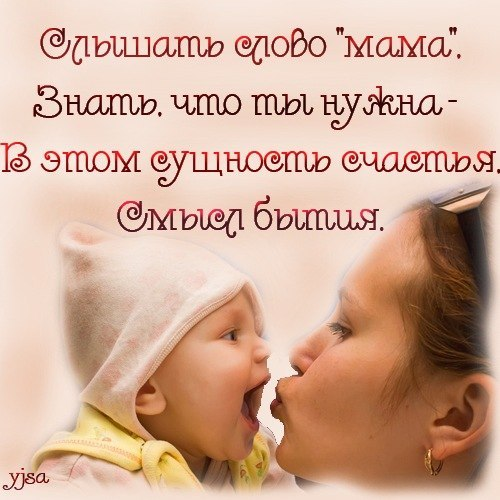 Слышать слово "мама",
Знать, что ты нужна -
В этом сущность счастья,
Смысл бытия.
yjsa